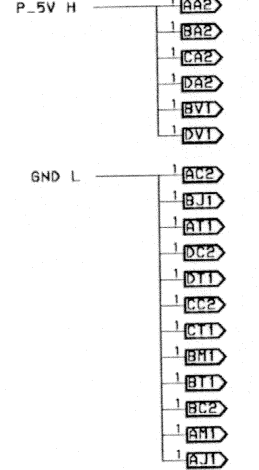 P_5V H 1 AA2
1 BA2
1 CA2
1 DA2
1 BV1
1 DV1
GND L 1 AC2
1 BJ1
1 AT1
1 DC2
1 DT1
1 CC2
1 CT1
1 BM1
1 BT1
1 BC2
1 AM1
1 AJ1